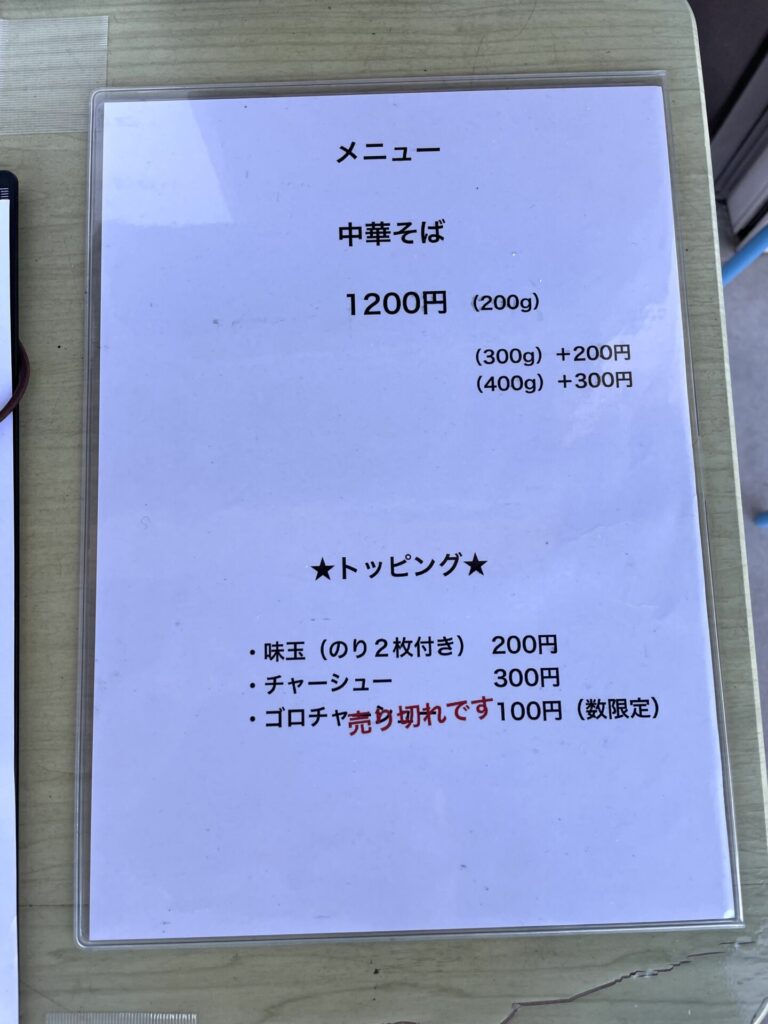 メニュー
中華そば
1200円 (200g)
(300g) +200円
(400g) +300円
★トッピング★
・味玉(のり2枚付き) 200円
・チャーシュー 300円
・ゴロチャーシュー 100円(数限定)
売り切れです